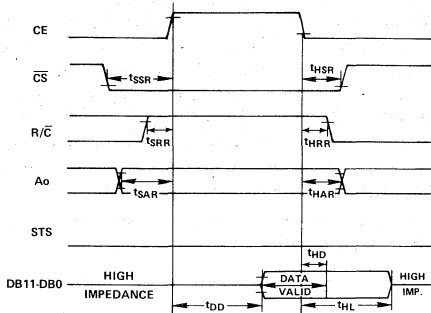 CE
CS
tSSR
tHSR
R/C
tSRR
tHRR
Ao
tSAR
tHAR
STS
tHD
DB11-DB0
HIGH
IMPEDANCE
DATA
VALID
HIGH
IMP.
tDD
tHL